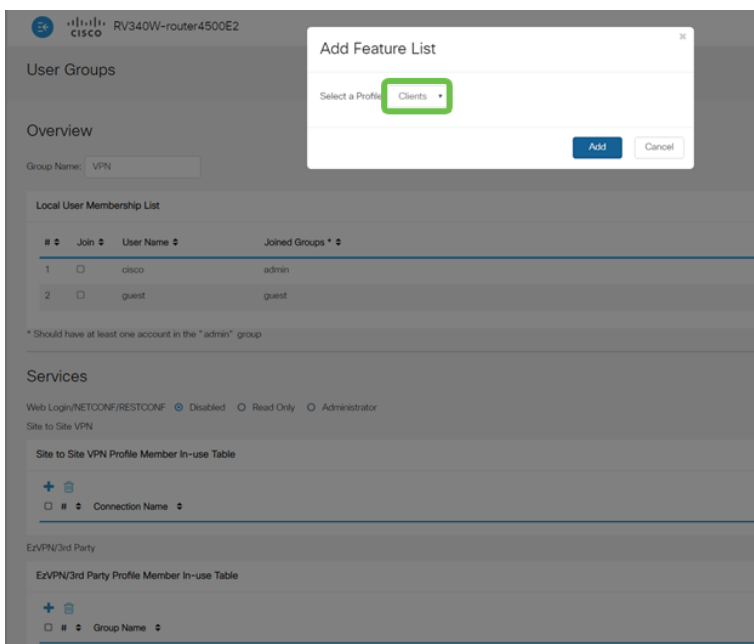 cisco RV340W-router4500E2
User Groups
Add Feature List
Select a Profile Clients
Add Cancel
Overview
Group Name: VPN
Local User Membership List
# Join User Name Joined Groups *
1 cisco admin
2 guest guest
* Should have at least one account in the "admin" group
Services
Web Login/NETCONF/RESTCONF Disabled Read Only Administrator
Site to Site VPN
Site to Site VPN Profile Member In-use Table
# Connection Name
EzVPN/3rd Party
EzVPN/3rd Party Profile Member In-use Table
# Group Name